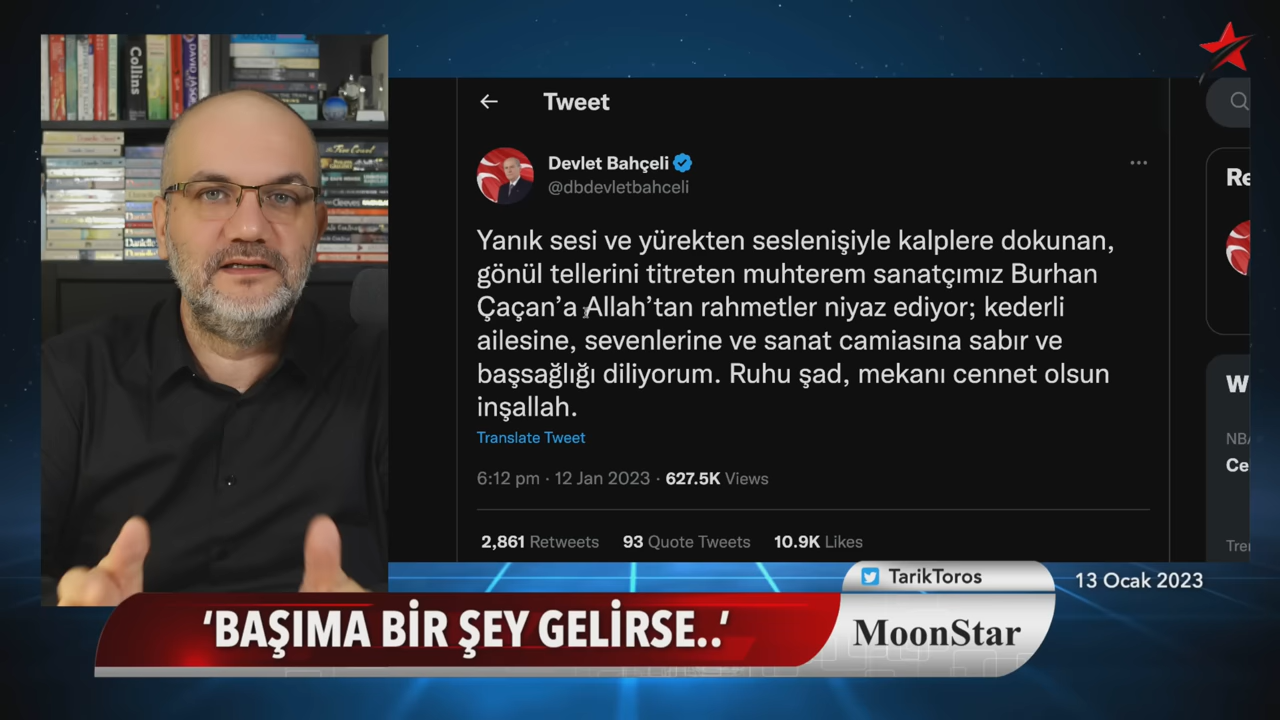 Collins
Tweet
Devlet Bahçeli
@dbdevletbahceli
Yanık sesi ve yürekten seslenişiyle kalplere dokunan,
gönül tellerini titreten muhterem sanatçımız Burhan
Çaçan’a Allah’tan rahmetler niyaz ediyor; kederli
ailesine, sevenlerine ve sanat camiasına sabır ve
başsağlığı diliyorum. Ruhu şad, mekanı cennet olsun
inşallah.
Translate Tweet
6:12 pm · 12 Jan 2023 · 627.5K Views
2,861 Retweets 93 Quote Tweets 10.9K Likes
Re
W
NBA
Ce
Tre
TarikToros
13 Ocak 2023
‘BAŞIMA BİR ŞEY GELİRSE..’
MoonStar